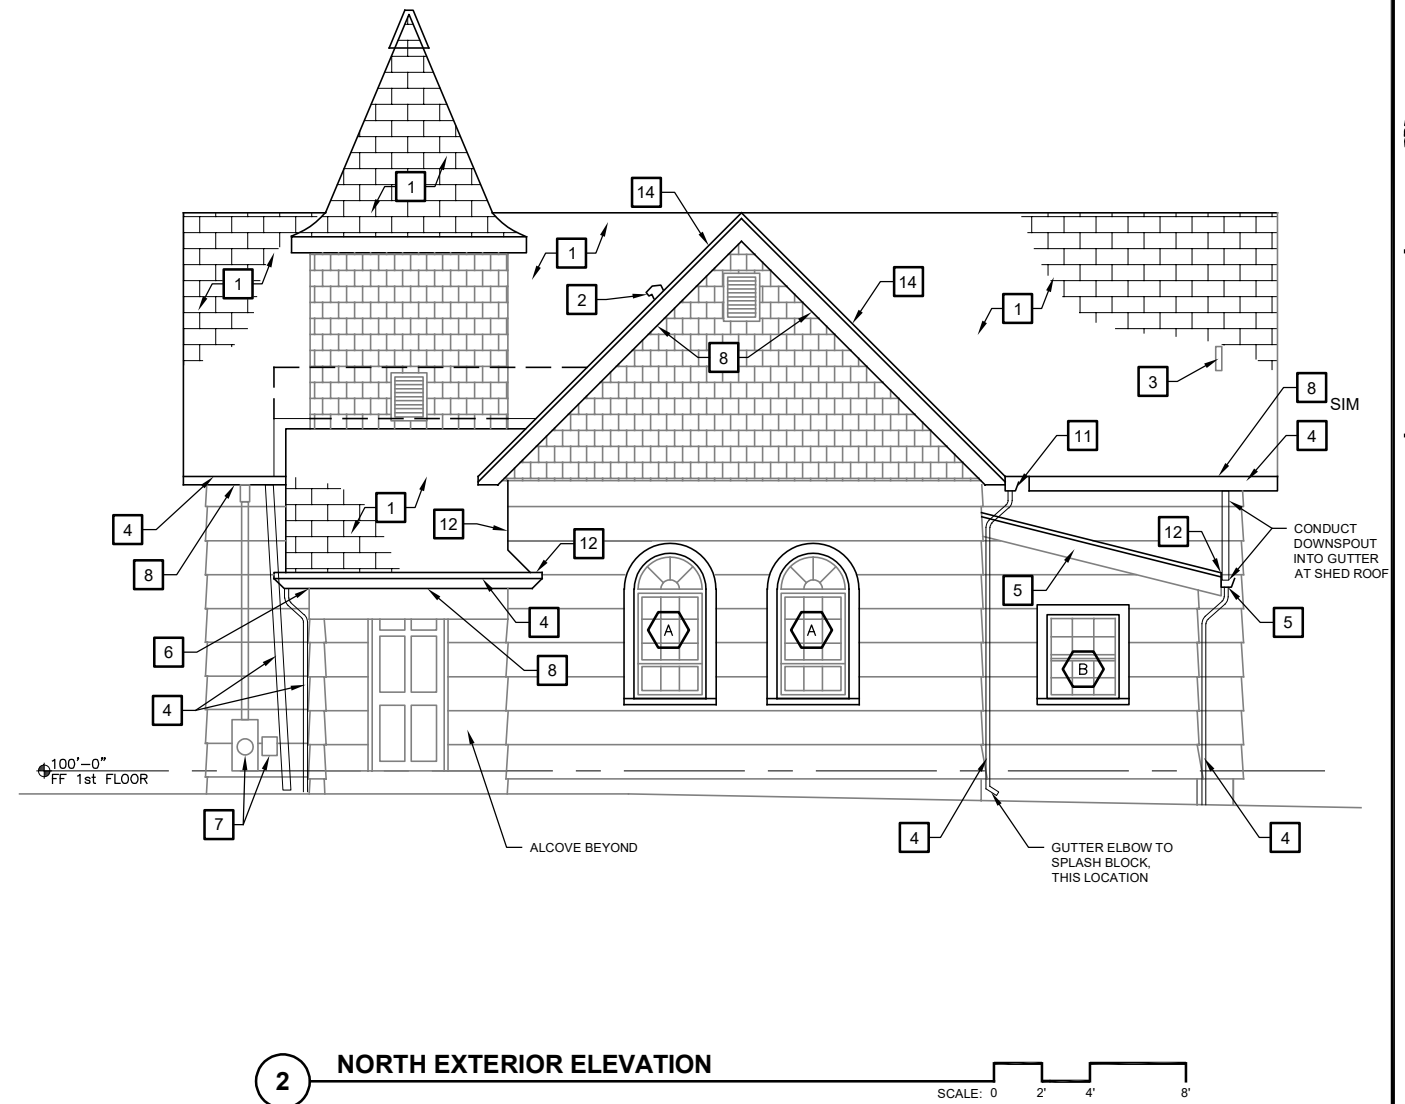 1
14
1
1
14
2
1
8
3
8
SIM
11
4
1
12
4
12
12
CONDUCT
DOWNSPOUT
INTO GUTTER
AT SHED ROOF
8
5
4
5
6
A
A
8
B
4
100'–0"
FF 1st FLOOR
7
4
4
ALCOVE BEYOND
GUTTER ELBOW TO
SPLASH BLOCK,
THIS LOCATION
2
NORTH EXTERIOR ELEVATION
SCALE: 0 2' 4' 8'